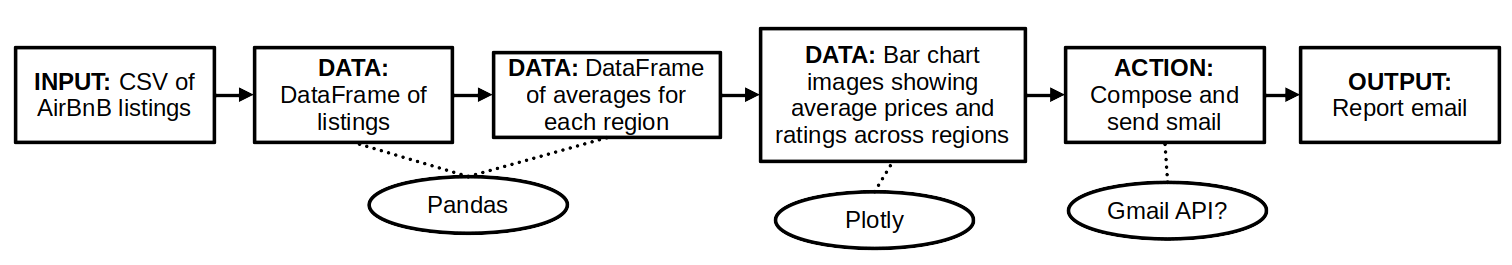 INPUT: CSV of
AirBnB listings
DATA:
DataFrame of
listings
DATA: DataFrame
of averages for
each region
DATA: Bar chart
images showing
average prices and
ratings across regions
ACTION:
Compose and
send smail
OUTPUT:
Report email
Pandas
Plotly
Gmail API?